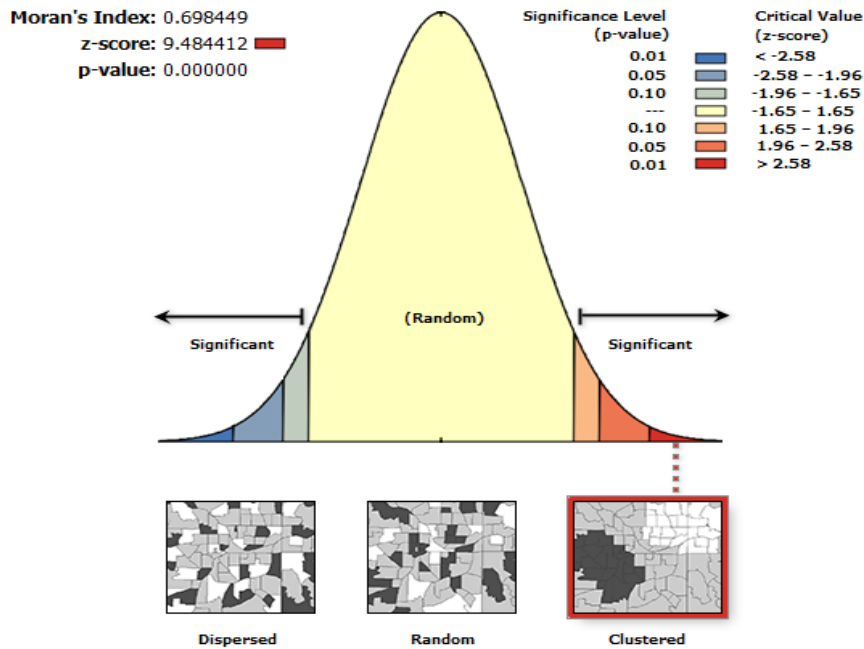 Moran's Index: 0.698449
z-score: 9.484412
p-value: 0.000000
Significance Level
(p-value)
Critical Value
(z-score)
0.01 < -2.58
0.05 -2.58 – -1.96
0.10 -1.96 – -1.65
--- -1.65 – 1.65
0.10 1.65 – 1.96
0.05 1.96 – 2.58
0.01 > 2.58
(Random)
Significant
Significant
Dispersed
Random
Clustered